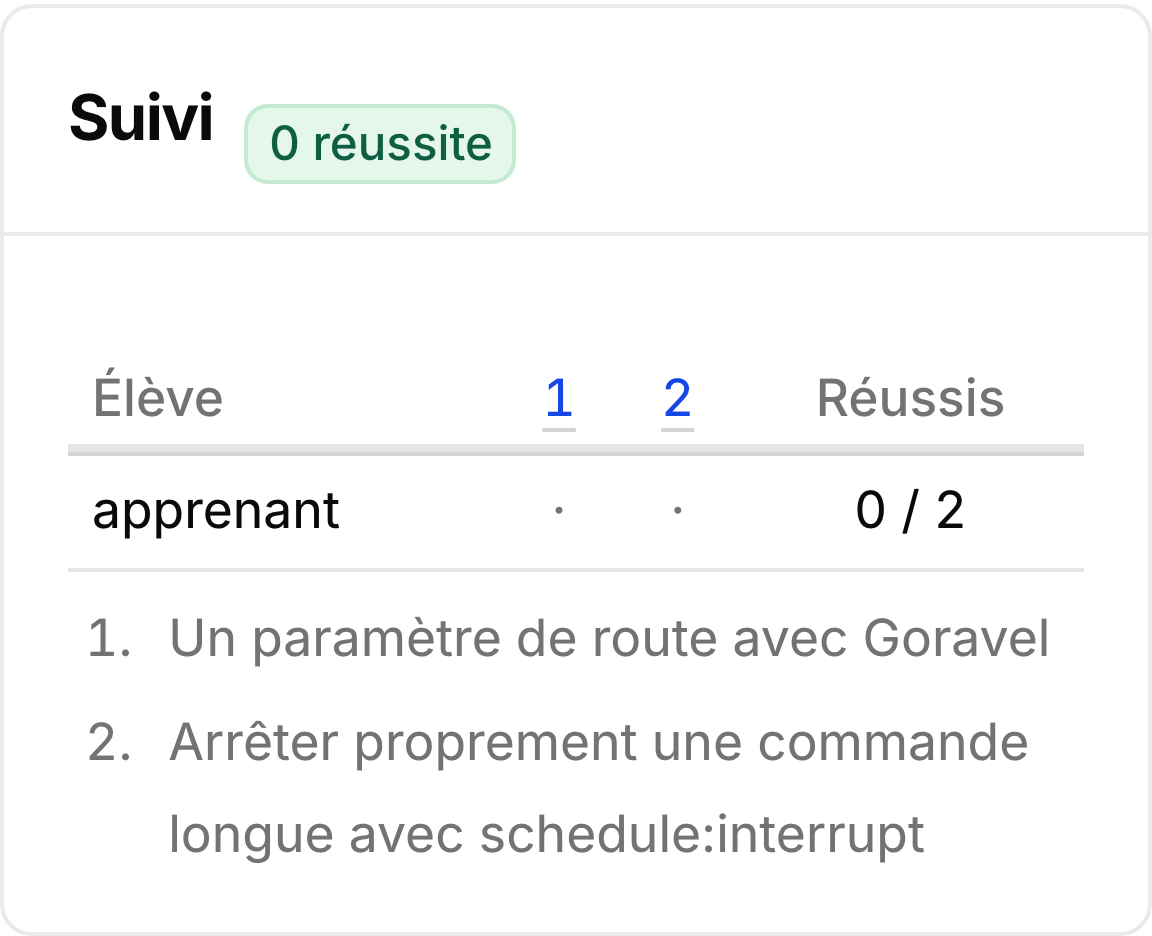 Suivi 0 réussite
Élève 1 2 Réussis
apprenant · · 0 / 2
1. Un paramètre de route avec Goravel
2. Arrêter proprement une commande
longue avec schedule:interrupt